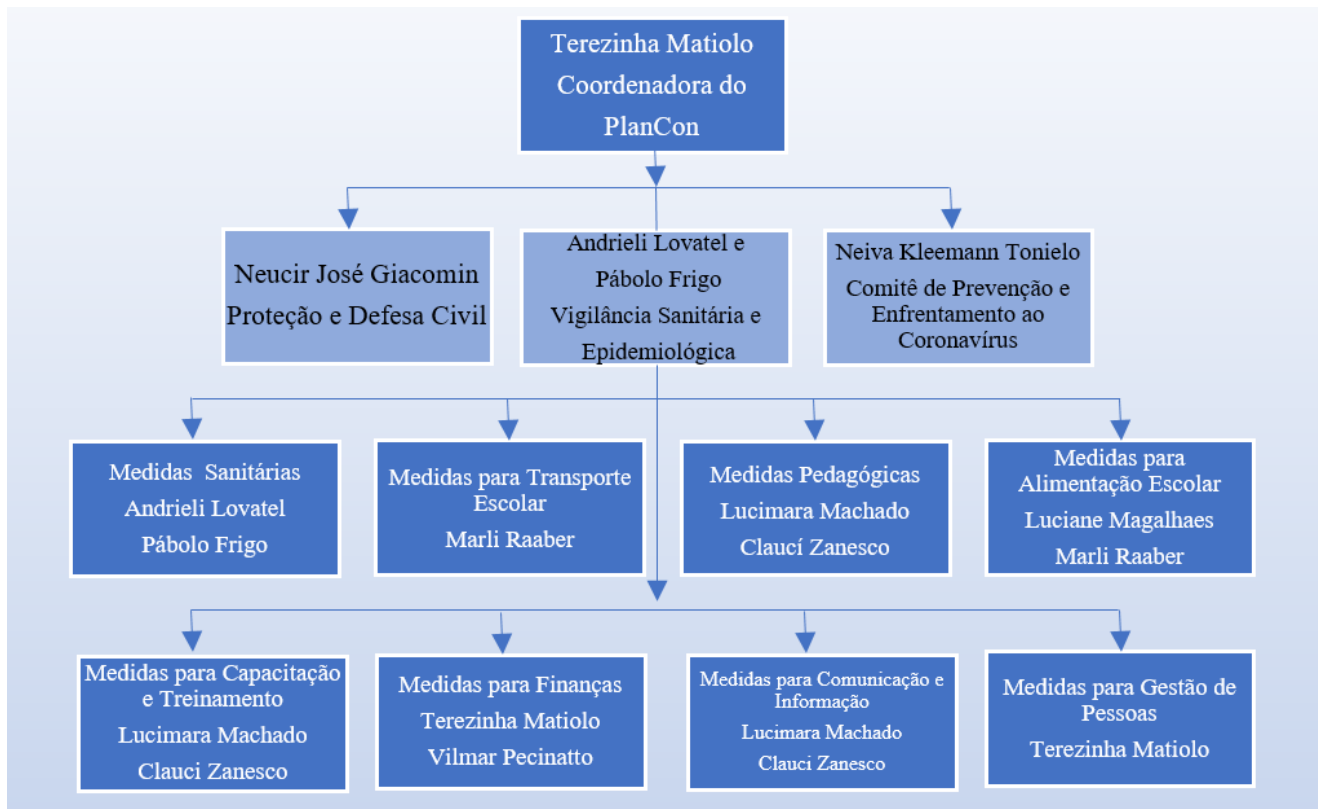 Terezinha Matiolo
Coordenadora do
PlanCon
Neucir José Giacomin
Proteção e Defesa Civil
Andrieli Lovatel e
Pábolo Frigo
Vigilância Sanitária e
Epidemiológica
Neiva Kleemann Tonielo
Comitê de Prevenção e
Enfrentamento ao
Coronavírus
Medidas Sanitárias
Andrieli Lovatel
Pábolo Frigo
Medidas para Transporte
Escolar
Marli Raaber
Medidas Pedagógicas
Lucimara Machado
Claucí Zanesco
Medidas para
Alimentação Escolar
Luciane Magalhaes
Marli Raaber
Medidas para Capacitação
e Treinamento
Lucimara Machado
Clauci Zanesco
Medidas para Finanças
Terezinha Matiolo
Vilmar Pecinatto
Medidas para Comunicação e
Informação
Lucimara Machado
Clauci Zanesco
Medidas para Gestão de
Pessoas
Terezinha Matiolo